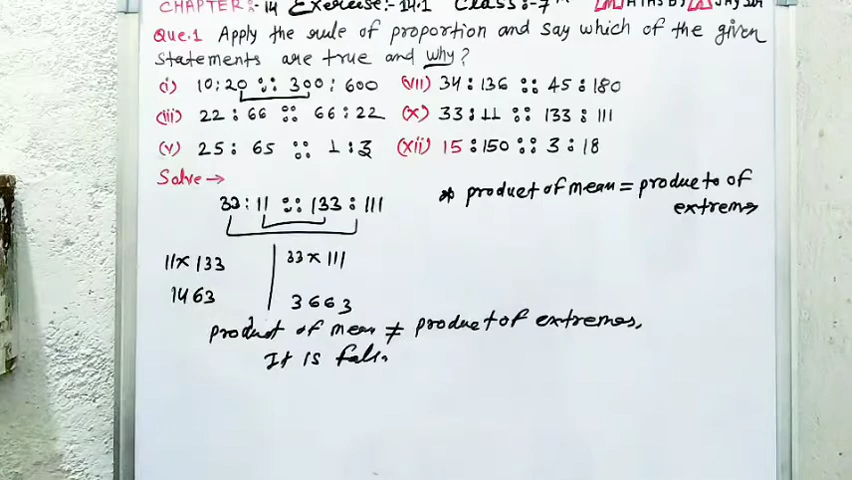 CHAPTER:-14 Exercise:-14.1 Class:-7th MATHS BY AJAY SIR
Que.1 Apply the rule of proportion and say which of the given
statements are true and why?
(i) 10:20 :: 300:600 (vii) 34:136 :: 45:180
(iii) 22:66 :: 66:22 (x) 33:11 :: 133:111
(v) 25:65 :: 1:3 (xii) 15:150 :: 3:18
Solve→
* product of mean = product of
extremes
33:11 :: 133:111
11×133 33×111
1463 3663
product of mean ≠ product of extremes,
It is fals